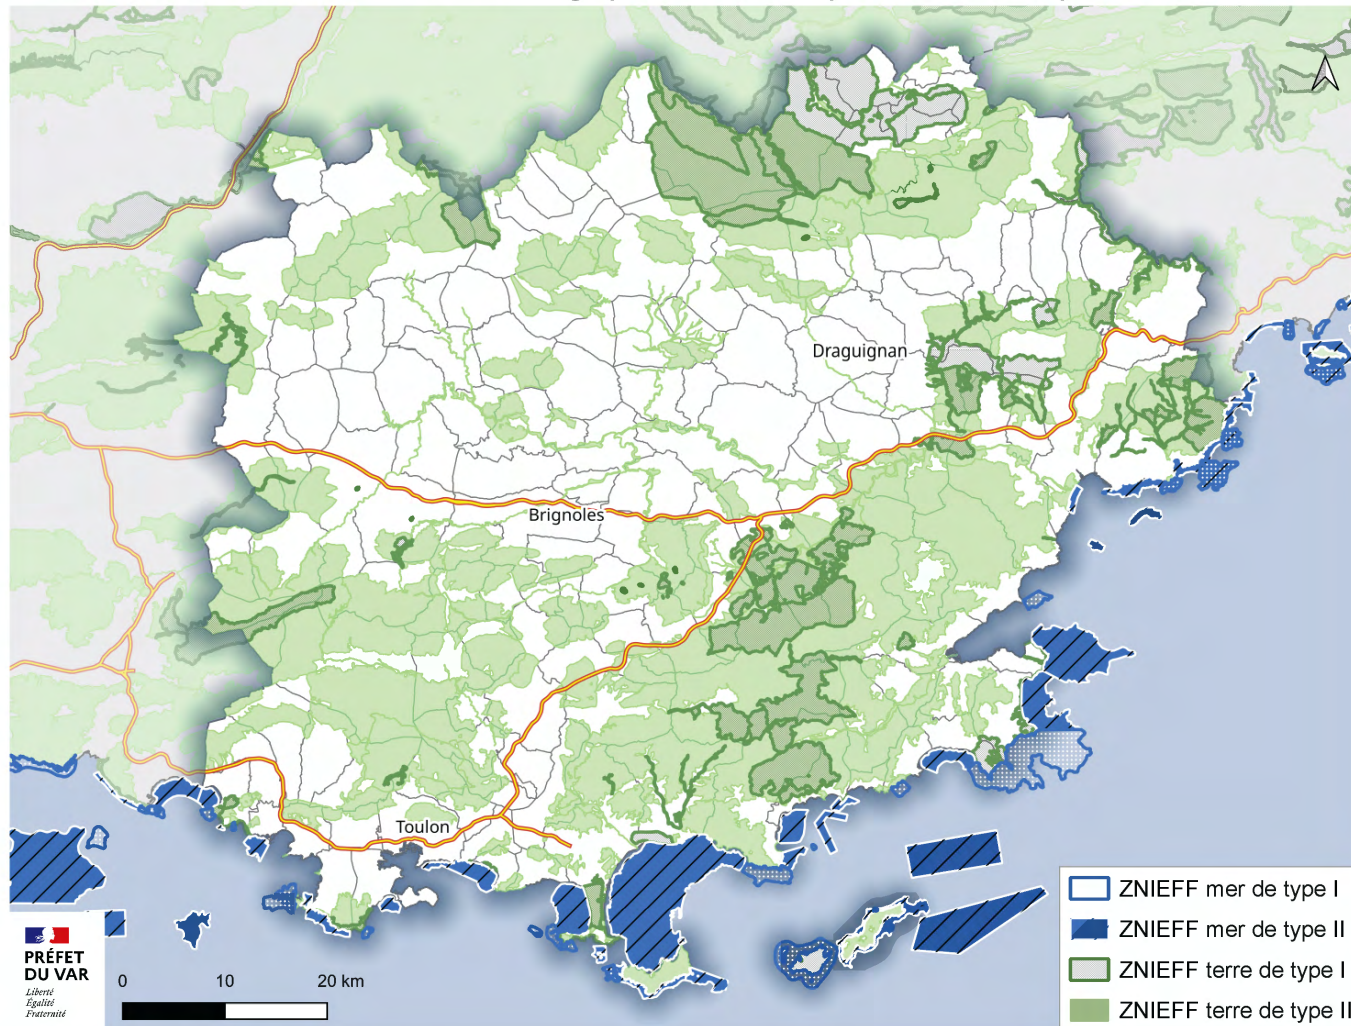 Draguignan
Brignoles
Toulon
ZNIEFF mer de type I
ZNIEFF mer de type II
ZNIEFF terre de type I
ZNIEFF terre de type II
PRÉFET
DU VAR
Liberté
Égalité
Fraternité
0 10 20 km